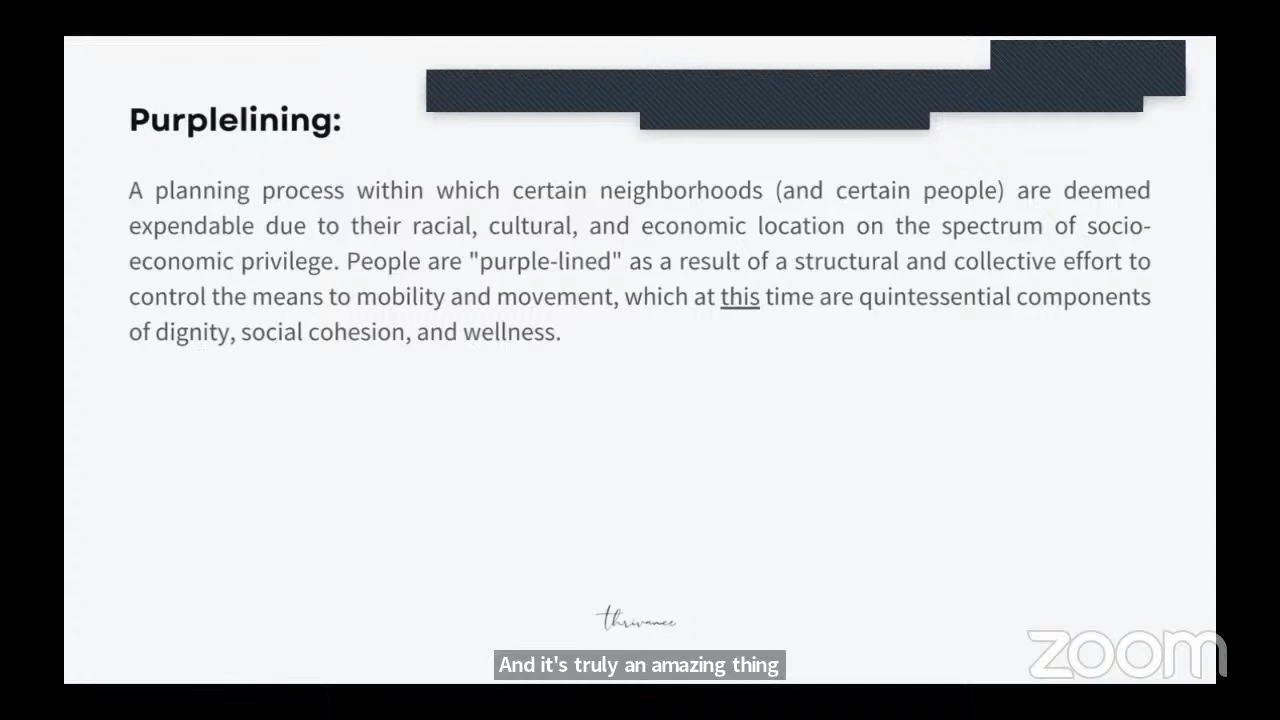 Purplelining:
A planning process within which certain neighborhoods (and certain people) are deemed
expendable due to their racial, cultural, and economic location on the spectrum of socio-
economic privilege. People are "purple-lined" as a result of a structural and collective effort to
control the means to mobility and movement, which at this time are quintessential components
of dignity, social cohesion, and wellness.
thrivance
And it's truly an amazing thing
zoom